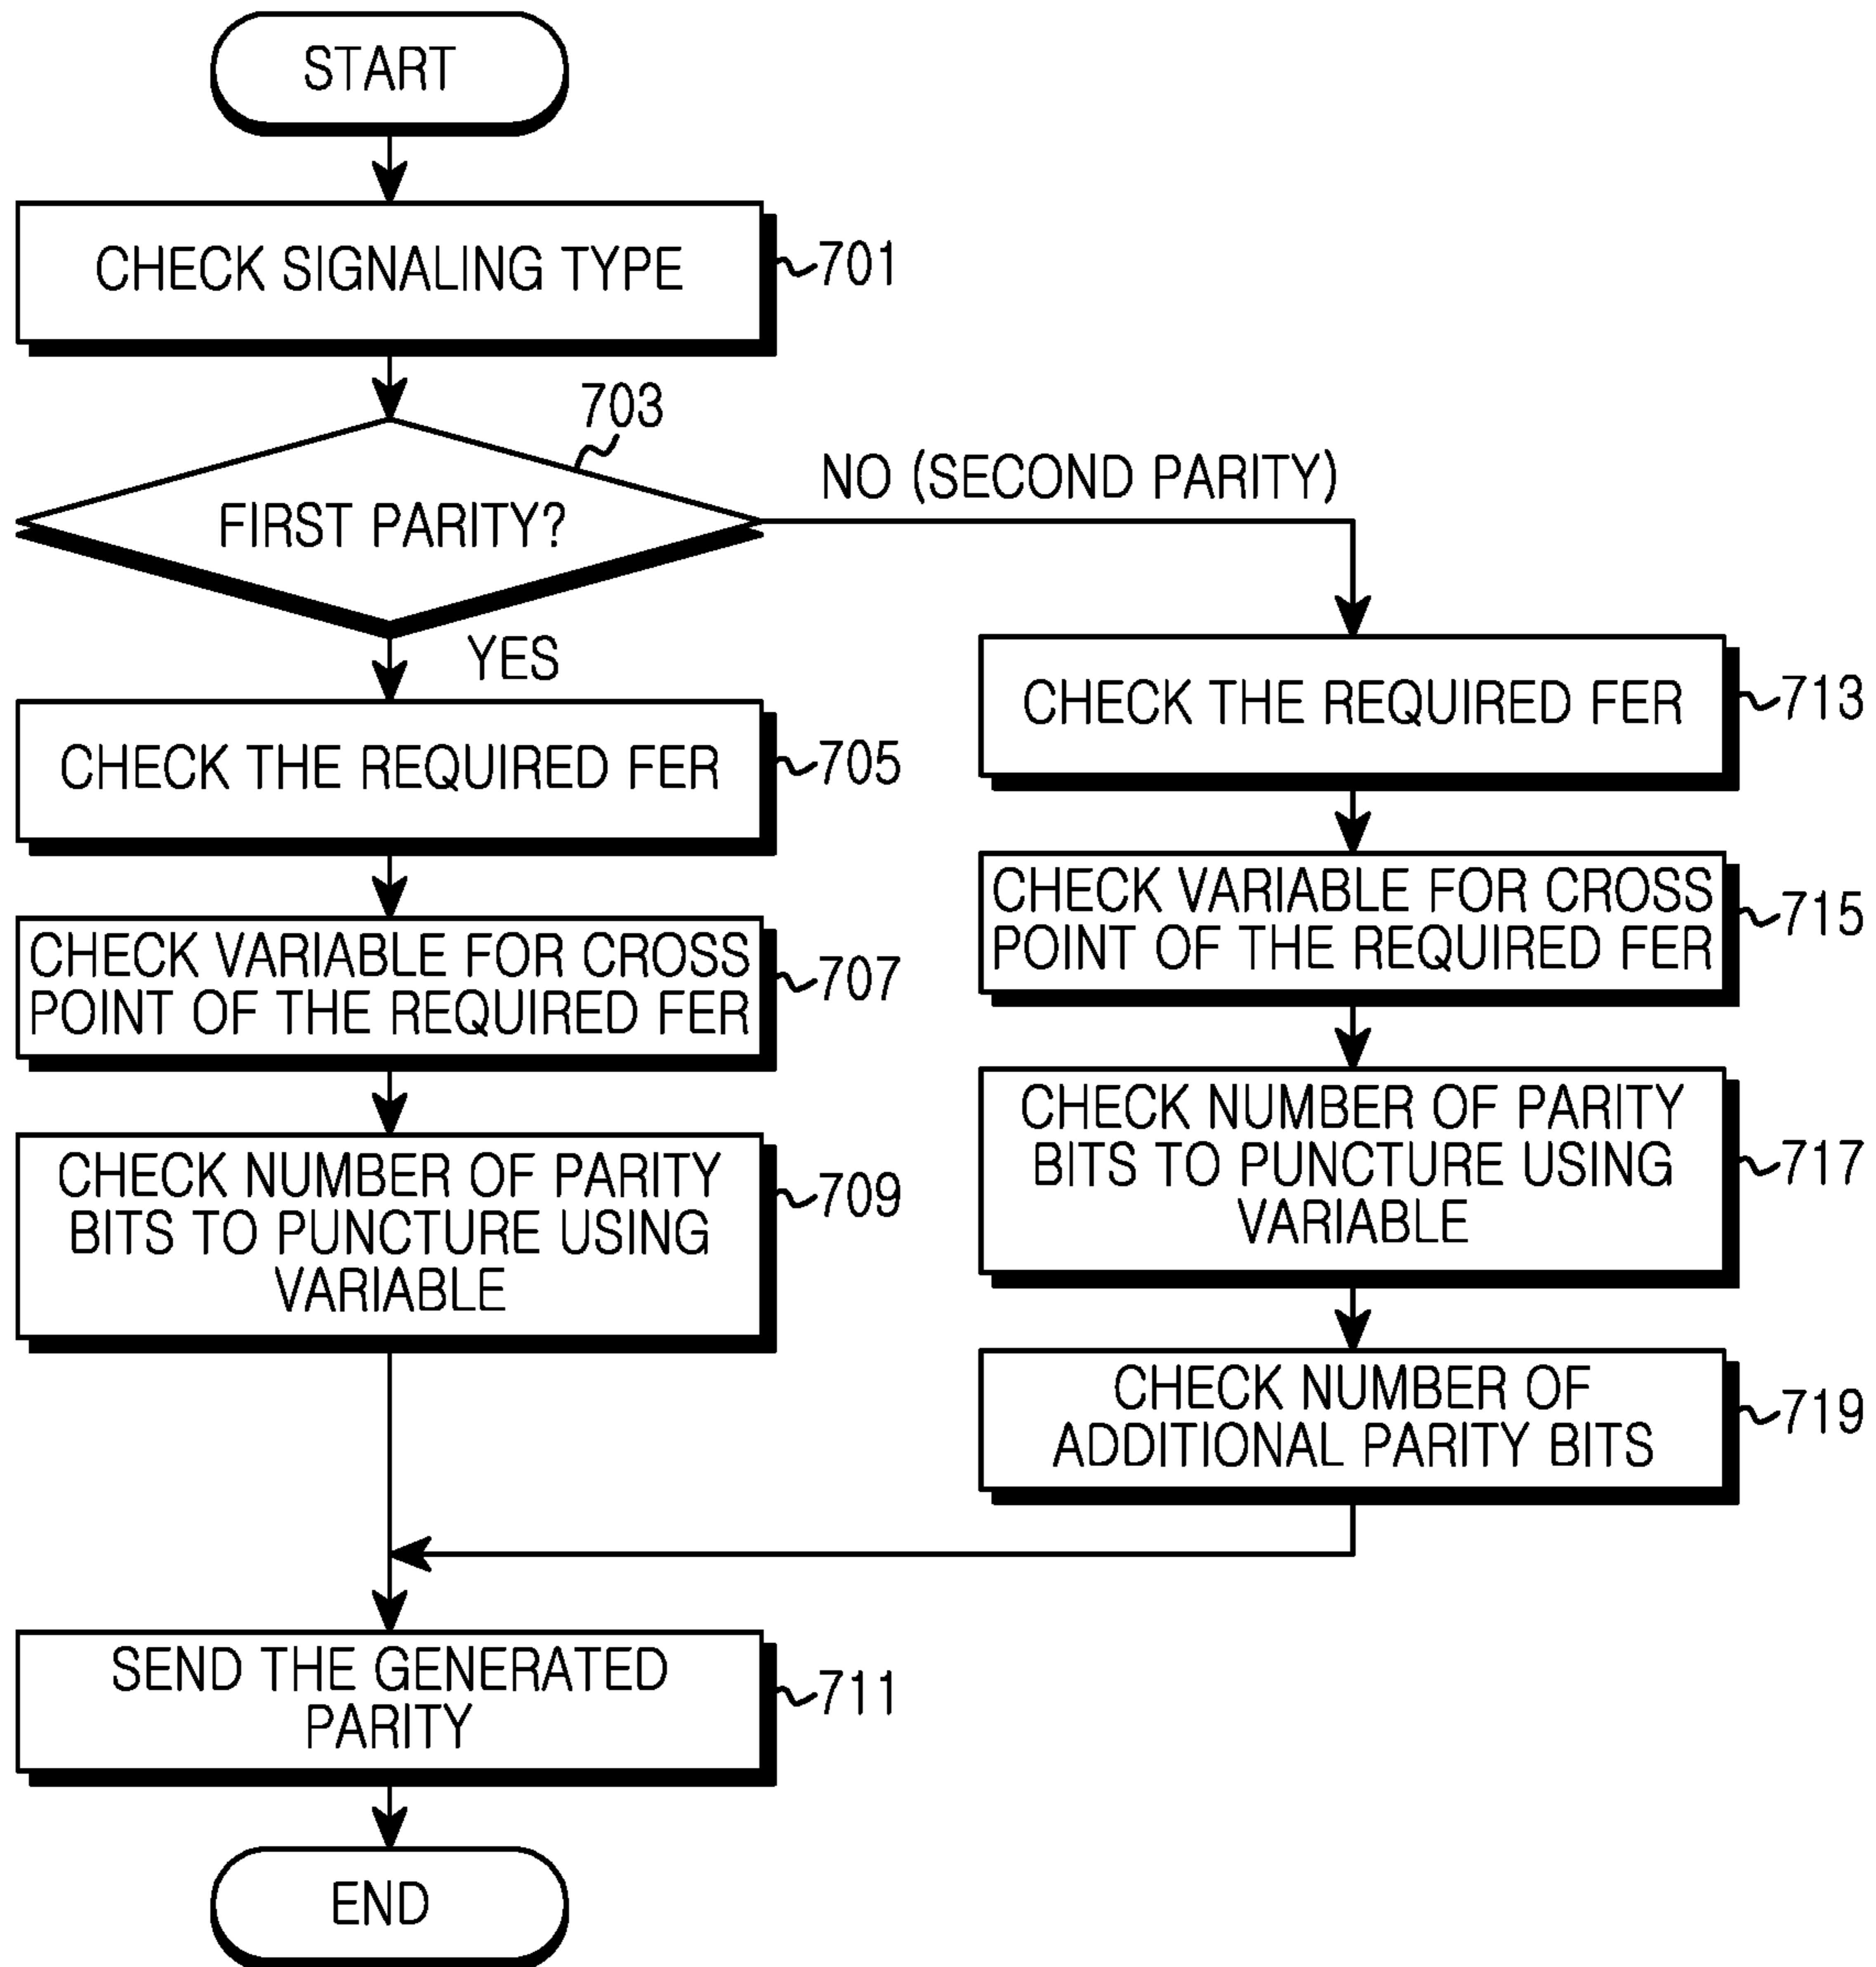 START
CHECK SIGNALING TYPE
701
703
FIRST PARITY?
NO (SECOND PARITY)
YES
CHECK THE REQUIRED FER
705
CHECK VARIABLE FOR CROSS
POINT OF THE REQUIRED FER
707
CHECK NUMBER OF PARITY
BITS TO PUNCTURE USING
VARIABLE
709
CHECK THE REQUIRED FER
713
CHECK VARIABLE FOR CROSS
POINT OF THE REQUIRED FER
715
CHECK NUMBER OF PARITY
BITS TO PUNCTURE USING
VARIABLE
717
CHECK NUMBER OF
ADDITIONAL PARITY BITS
719
SEND THE GENERATED
PARITY
711
END